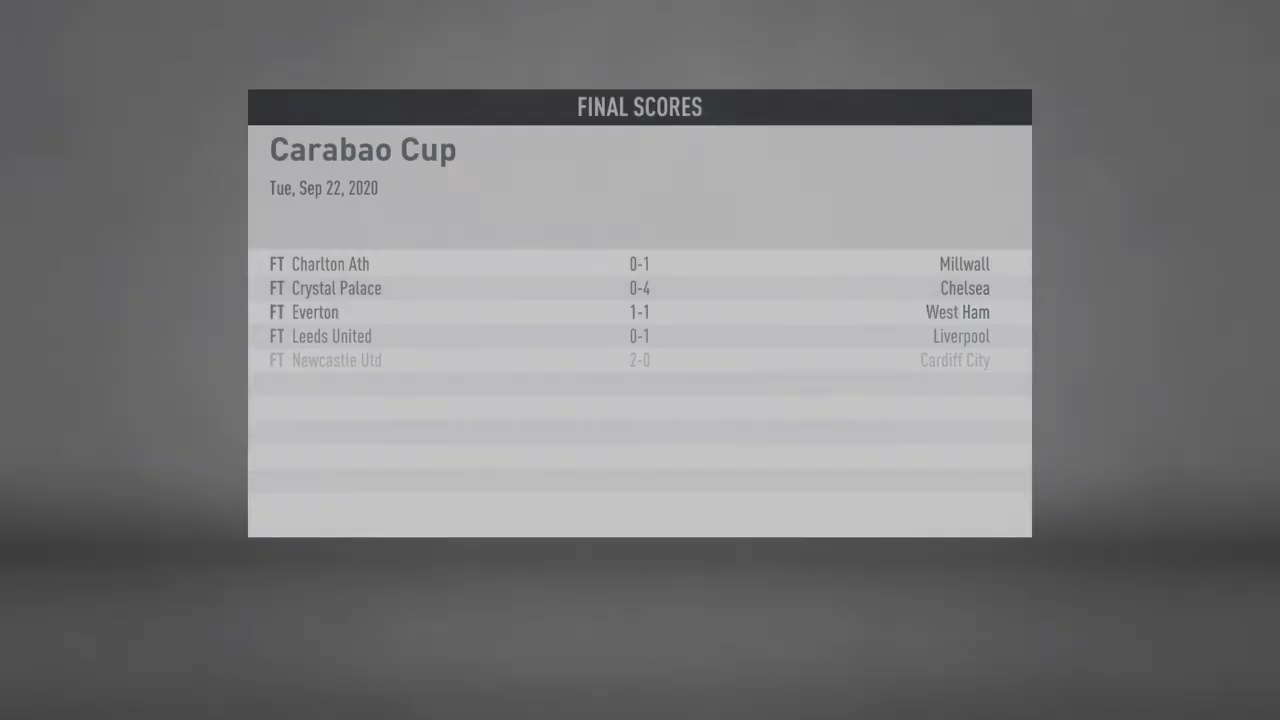 FINAL SCORES
Carabao Cup
Tue, Sep 22, 2020
FT Charlton Ath 0-1 Millwall
FT Crystal Palace 0-4 Chelsea
FT Everton 1-1 West Ham
FT Leeds United 0-1 Liverpool
FT Newcastle Utd 2-0 Cardiff City